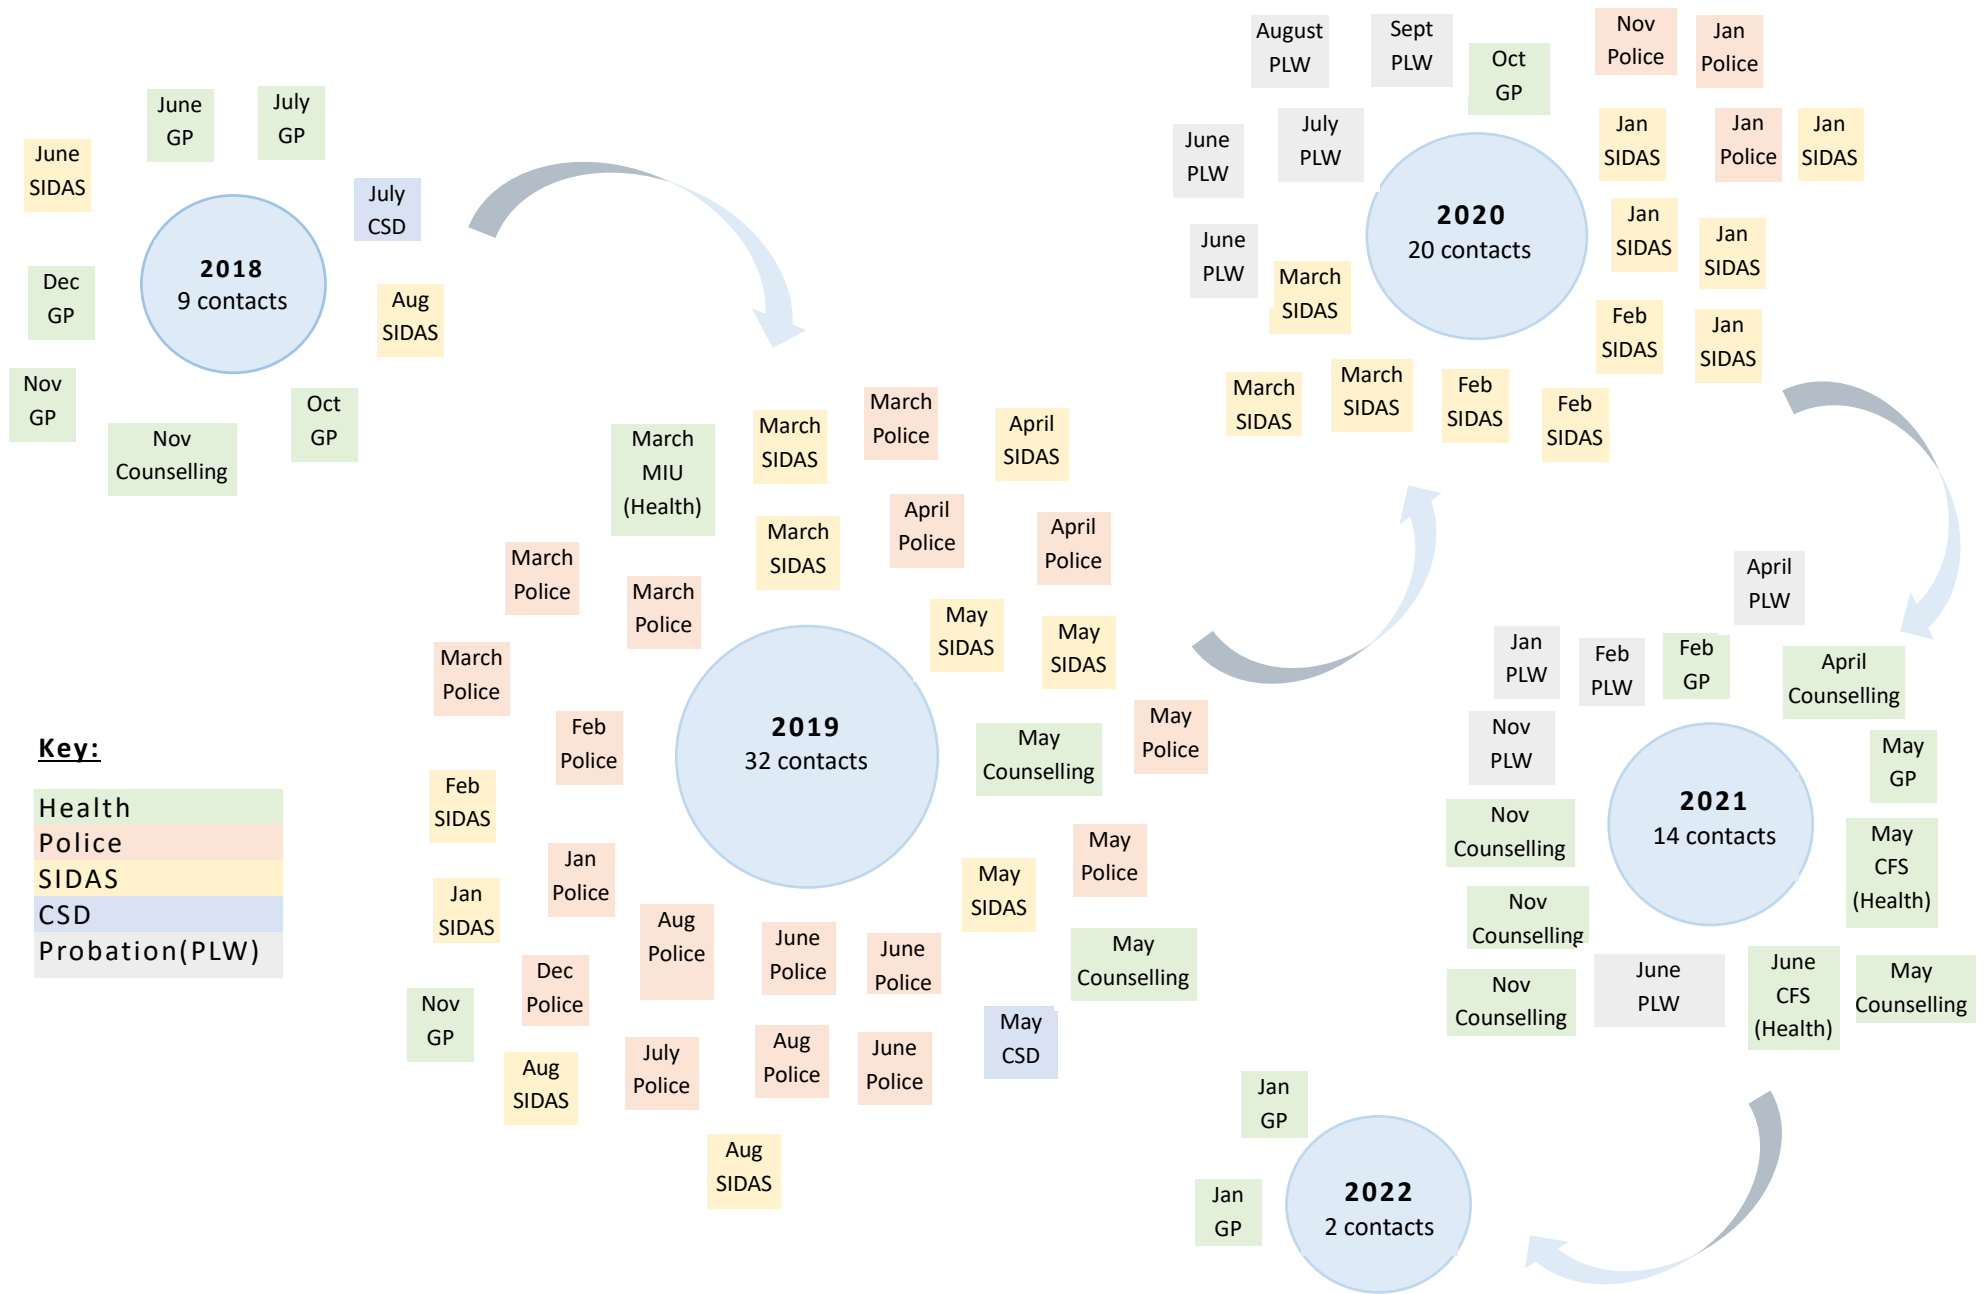 June
GP
July
GP
June
SIDAS
July
CSD
2018
9 contacts
Dec
GP
Aug
SIDAS
Nov
GP
Oct
GP
Nov
Counselling
March
MIU
(Health)
March
SIDAS
March
Police
April
SIDAS
March
SIDAS
April
Police
April
Police
March
Police
March
Police
May
SIDAS
May
SIDAS
March
Police
Feb
Police
2019
32 contacts
May
Counselling
May
Police
Feb
SIDAS
Jan
Police
May
SIDAS
May
Police
Jan
SIDAS
Aug
Police
June
Police
June
Police
May
Counselling
Dec
Police
Nov
GP
July
Police
Aug
Police
June
Police
May
CSD
Aug
SIDAS
Aug
SIDAS
August
PLW
Sept
PLW
Oct
GP
Nov
Police
Jan
Police
June
PLW
July
PLW
Jan
SIDAS
Jan
Police
Jan
SIDAS
2020
20 contacts
June
PLW
Jan
SIDAS
Jan
SIDAS
March
SIDAS
Feb
SIDAS
Jan
SIDAS
March
SIDAS
March
SIDAS
Feb
SIDAS
Feb
SIDAS
April
PLW
Jan
PLW
Feb
PLW
Feb
GP
April
Counselling
Nov
PLW
May
GP
2021
14 contacts
Nov
Counselling
May
CFS
(Health)
Nov
Counselling
Nov
Counselling
June
PLW
June
CFS
(Health)
May
Counselling
Jan
GP
Jan
GP
2022
2 contacts
Key:
Health
Police
SIDAS
CSD
Probation(PLW)